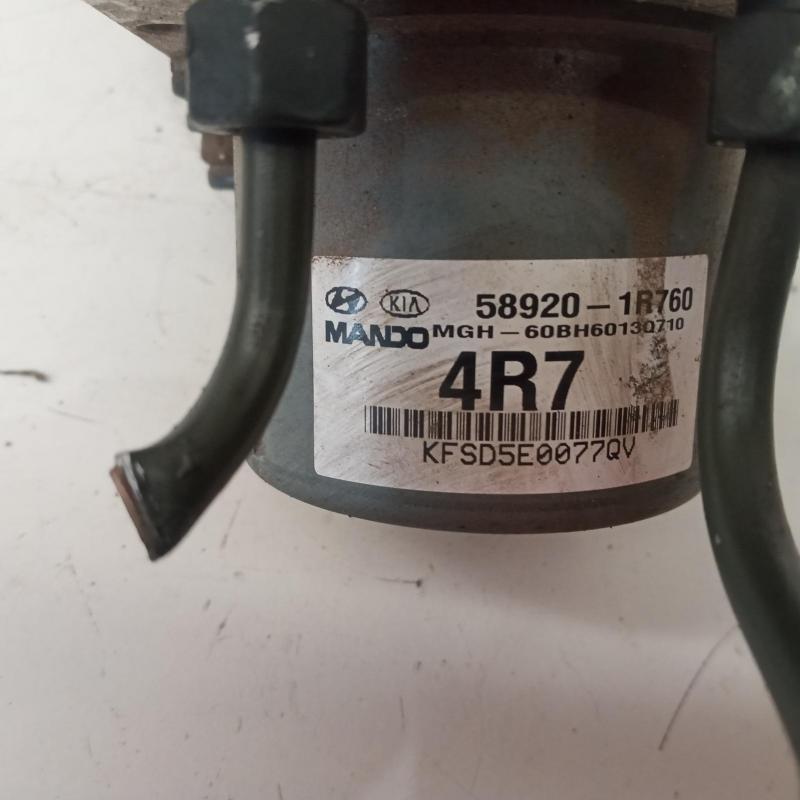 KIA 58920-1R760
MANDO MGH-60BH6013Q710
4R7
KFSD5E0077QV